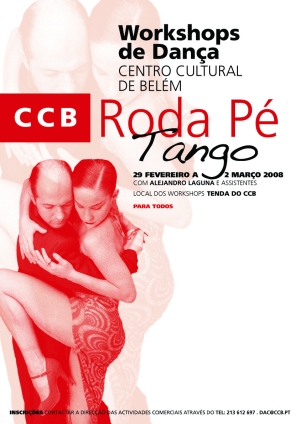 Workshops
de Dança
CENTRO CULTURAL
DE BELÉM
CCB
Roda Pé
Tango
29 FEVEREIRO A 2 MARÇO 2008
COM ALEJANDRO LAGUNA E ASSISTENTES
LOCAL DOS WORKSHOPS TENDA DO CCB
PARA TODOS
INSCRIÇÕES CONTACTAR A DIRECÇÃO DAS ACTIVIDADES COMERCIAIS ATRAVÉS DO TEL: 213 612 697 . DAC@CCB.PT